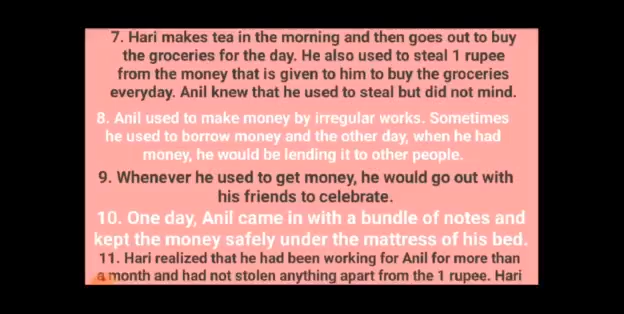 7. Hari makes tea in the morning and then goes out to buy
the groceries for the day. He also used to steal 1 rupee
from the money that is given to him to buy the groceries
everyday. Anil knew that he used to steal but did not mind.
8. Anil used to make money by irregular works. Sometimes
he used to borrow money and the other day, when he had
money, he would be lending it to other people.
9. Whenever he used to get money, he would go out with
his friends to celebrate.
10. One day, Anil came in with a bundle of notes and
kept the money safely under the mattress of his bed.
11. Hari realized that he had been working for Anil for more than
a month and had not stolen anything apart from the 1 rupee. Hari